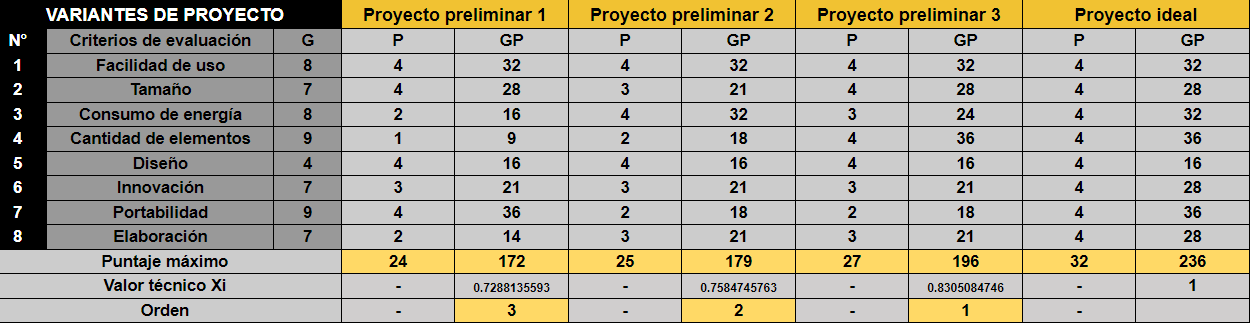 VARIANTES DE PROYECTO Proyecto preliminar 1 Proyecto preliminar 2 Proyecto preliminar 3 Proyecto ideal
N° Criterios de evaluación G P GP P GP P GP P GP
1 Facilidad de uso 8 4 32 4 32 4 32 4 32
2 Tamaño 7 4 28 3 21 4 28 4 28
3 Consumo de energía 8 2 16 4 32 3 24 4 32
4 Cantidad de elementos 9 1 9 2 18 4 36 4 36
5 Diseño 4 4 16 4 16 4 16 4 16
6 Innovación 7 3 21 3 21 3 21 4 28
7 Portabilidad 9 4 36 2 18 2 18 4 36
8 Elaboración 7 2 14 3 21 3 21 4 28
Puntaje máximo 24 172 25 179 27 196 32 236
Valor técnico Xi - 0.7288135593 - 0.7584745763 - 0.8305084746 - 1
Orden - 3 - 2 - 1 -